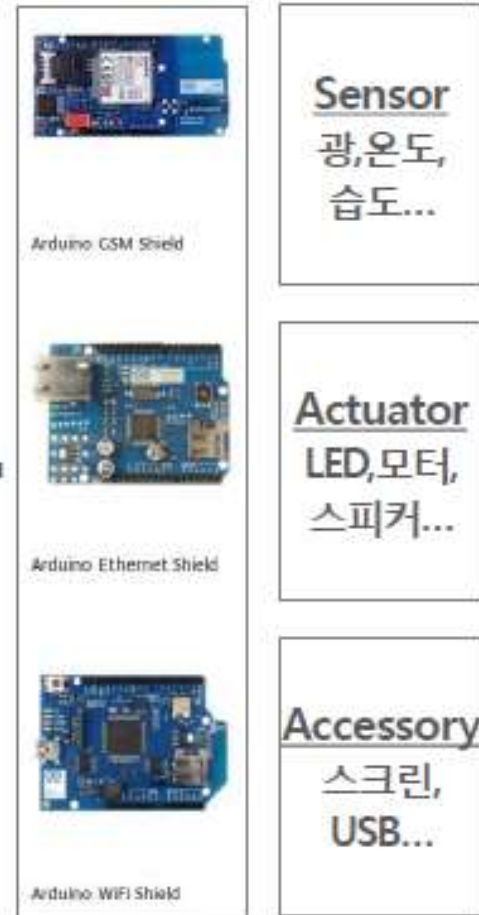 Arduino GSM Shield
Arduino Ethernet Shield
Arduino WiFi Shield
Sensor
광,온도,
습도...
Actuator
LED,모터,
스피커...
Accessory
스크린,
USB...